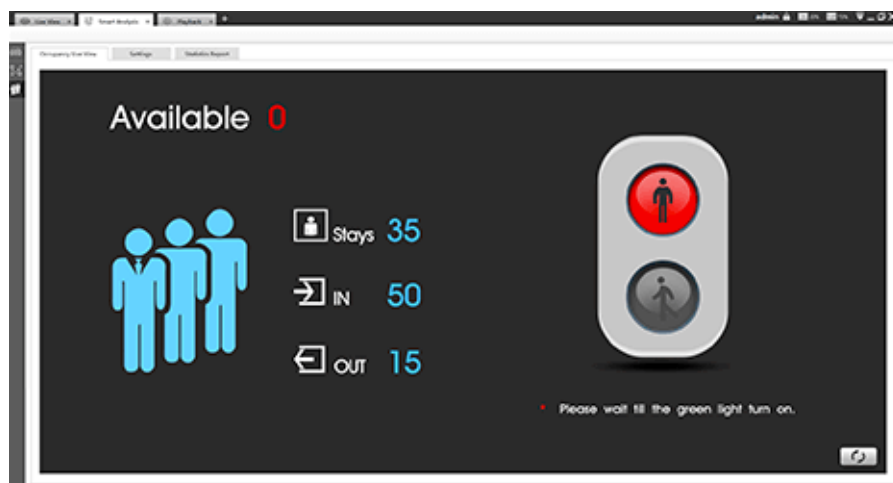 Live View
Smart Analysis
Playback
admin
Occupancy Live View
Settings
Statistic Report
Available 0
Stays 35
IN 50
OUT 15
Please wait till the green light turn on.